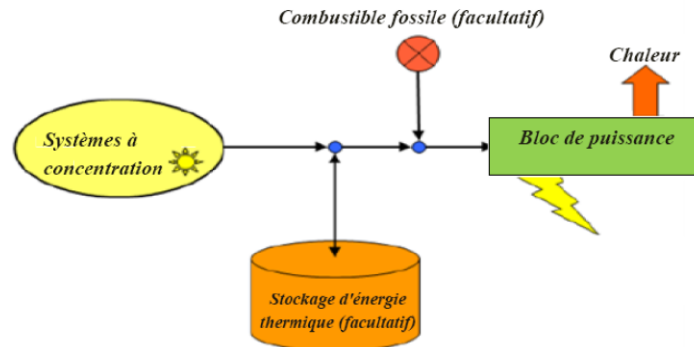 Combustible fossile (facultatif)
Chaleur
Systèmes à
concentration
Bloc de puissance
Stockage d'énergie
thermique (facultatif)